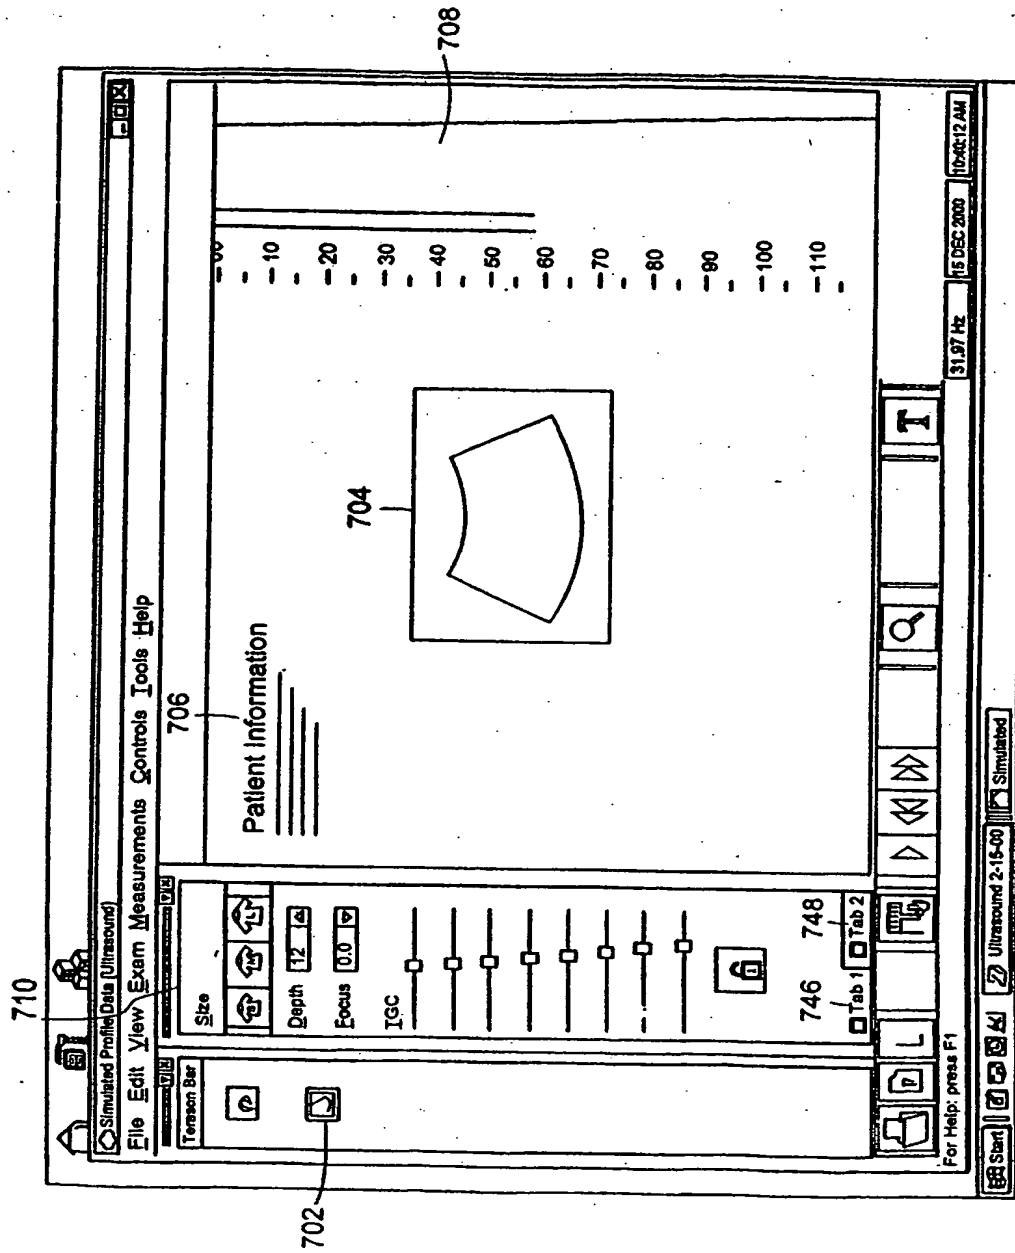 710
Simulated Profile Data (Ultrasound)
File Edit View Exam Measurements Controls Tools Help
Terason Bar
702
Size
S M L
Depth 12
Focus 0.0
TGC
746
Tab 1
748
Tab 2
706
Patient Information
704
00
10
20
30
40
50
60
70
80
90
100
110
708
L
T
For Help; press F1
31.97 Hz
15 DEC 2000
10:40:12 AM
Start
Ultrasound 2-15-00
Simulated